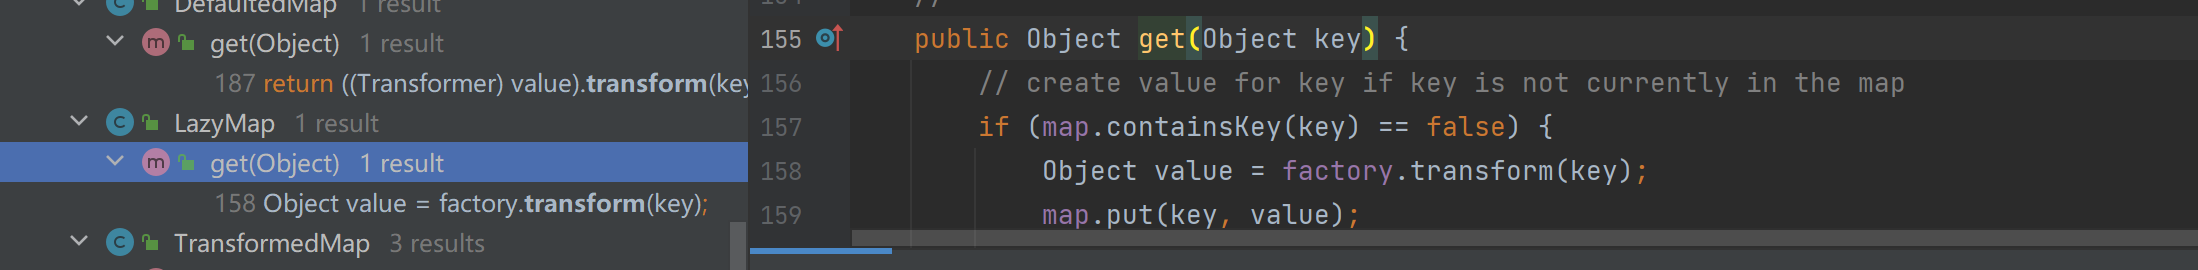 DefaultedMap 1 result
get(Object) 1 result
187 return ((Transformer) value).transform(key
LazyMap 1 result
get(Object) 1 result
158 Object value = factory.transform(key);
TransformedMap 3 results
//
155 public Object get(Object key) {
156 // create value for key if key is not currently in the map
157 if (map.containsKey(key) == false) {
158 Object value = factory.transform(key);
159 map.put(key, value);